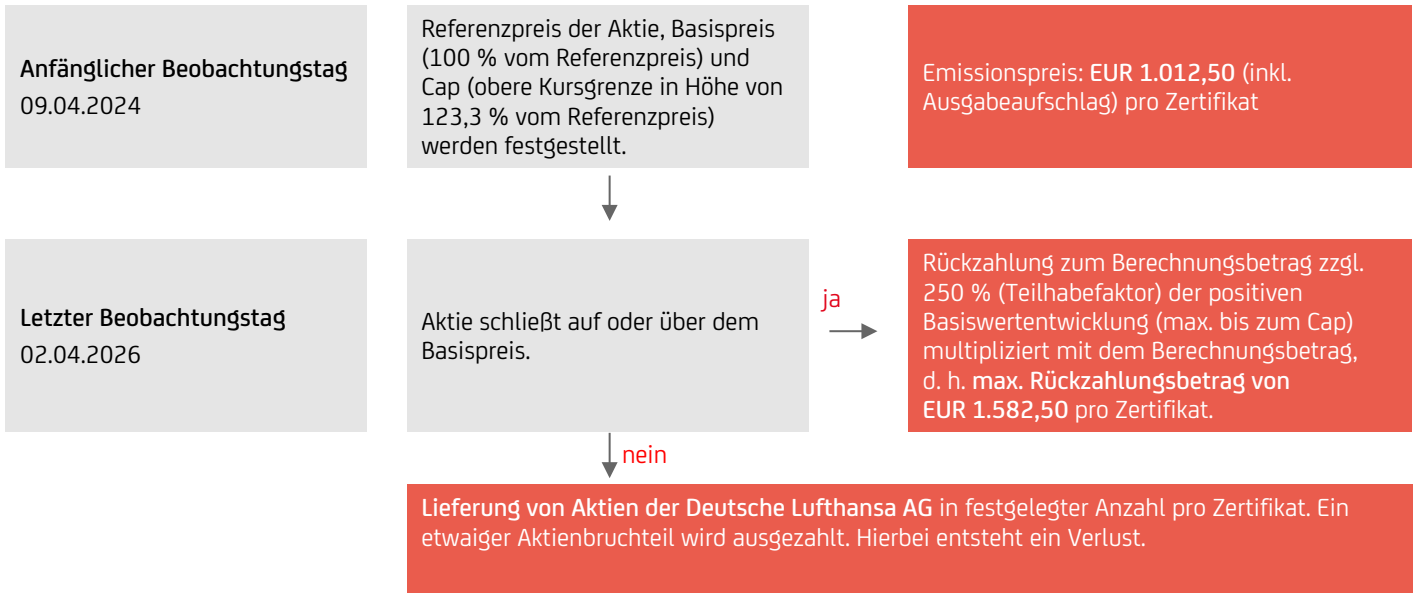 Anfänglicher Beobachtungstag
09.04.2024
Referenzpreis der Aktie, Basispreis
(100 % vom Referenzpreis) und
Cap (obere Kursgrenze in Höhe von
123,3 % vom Referenzpreis)
werden festgestellt.
Emissionspreis: EUR 1.012,50 (inkl.
Ausgabeaufschlag) pro Zertifikat
Letzter Beobachtungstag
02.04.2026
Aktie schließt auf oder über dem
Basispreis.
ja
Rückzahlung zum Berechnungsbetrag zzgl.
250 % (Teilhabefaktor) der positiven
Basiswertentwicklung (max. bis zum Cap)
multipliziert mit dem Berechnungsbetrag,
d. h. max. Rückzahlungsbetrag von
EUR 1.582,50 pro Zertifikat.
nein
Lieferung von Aktien der Deutsche Lufthansa AG in festgelegter Anzahl pro Zertifikat. Ein
etwaiger Aktienbruchteil wird ausgezahlt. Hierbei entsteht ein Verlust.